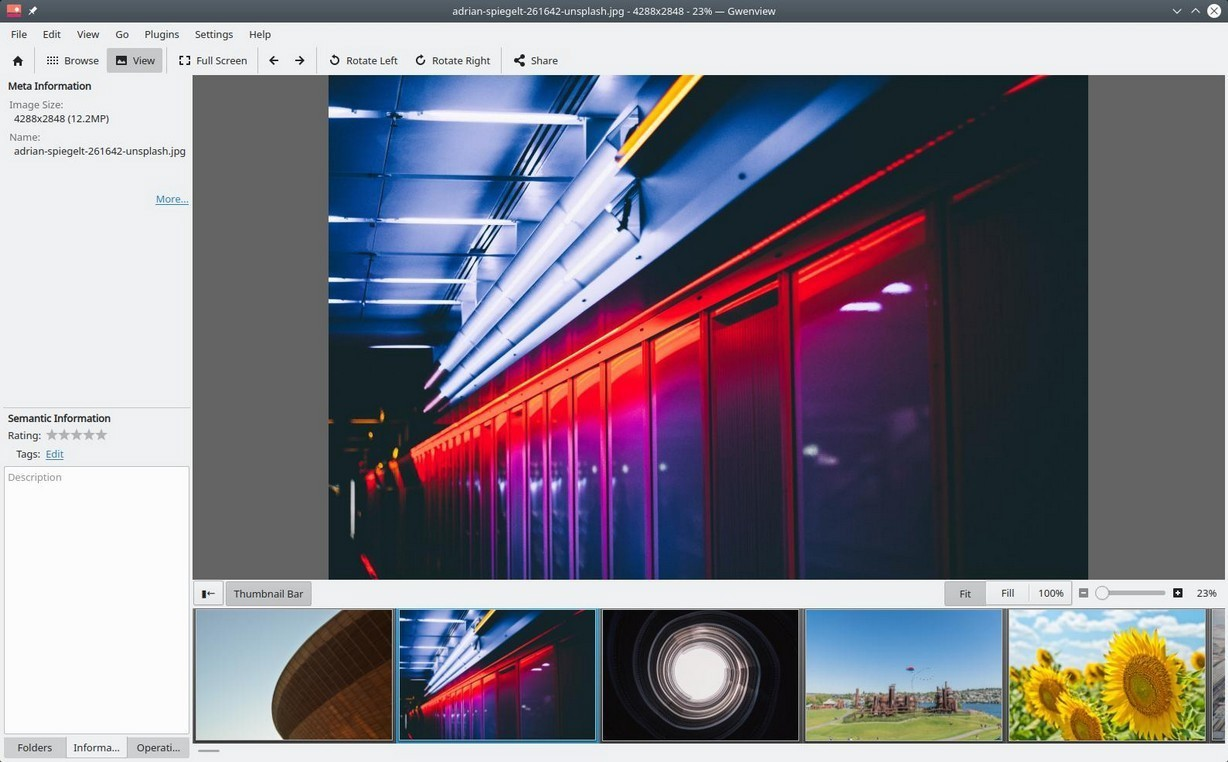 adrian-spiegelt-261642-unsplash.jpg - 4288x2848 - 23% — Gwenview
File Edit View Go Plugins Settings Help
Browse View Full Screen Rotate Left Rotate Right Share
Meta Information
Image Size:
4288x2848 (12.2MP)
Name:
adrian-spiegelt-261642-unsplash.jpg
More...
Semantic Information
Rating:
Tags: Edit
Description
Thumbnail Bar Fit Fill 100% 23%
Folders Informa... Operati...